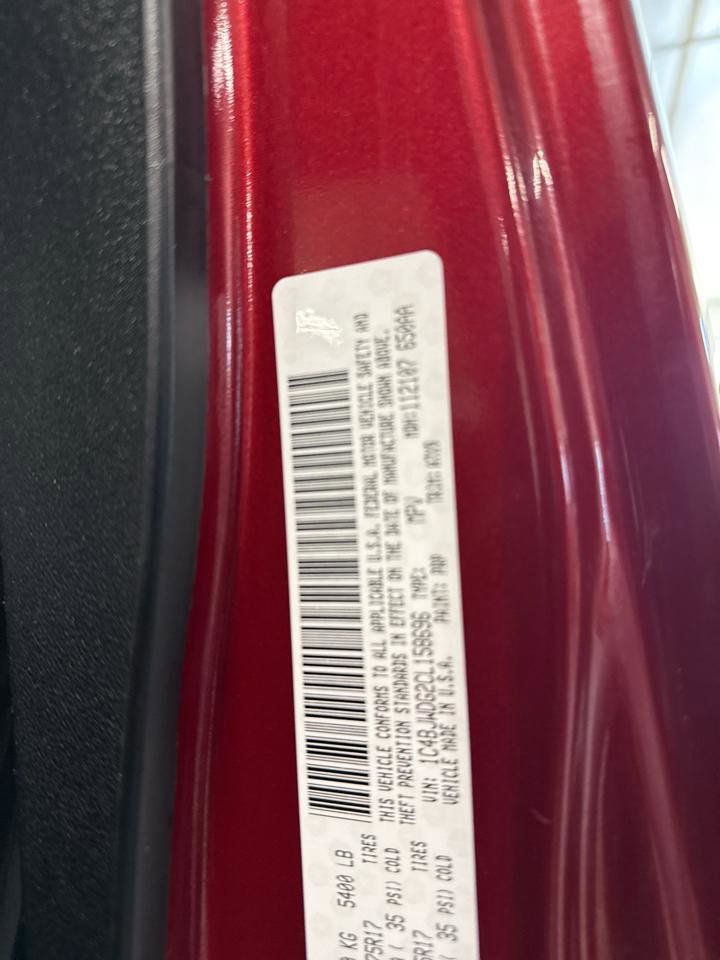 KG 5400 LB
75R17 TIRES
( 35 PSI) COLD
5R17 TIRES
( 35 PSI) COLD
THIS VEHICLE CONFORMS TO ALL APPLICABLE U.S.A. FEDERAL MOTOR VEHICLE SAFETY AND
THEFT PREVENTION STANDARDS IN EFFECT ON THE DATE OF MANUFACTURE SHOWN ABOVE.
VIN: 1C4BJWDG2CL158696 TYPE: MPV MDH:112107 650AA
VEHICLE MADE IN U.S.A. PAINT: PRP TRIM: